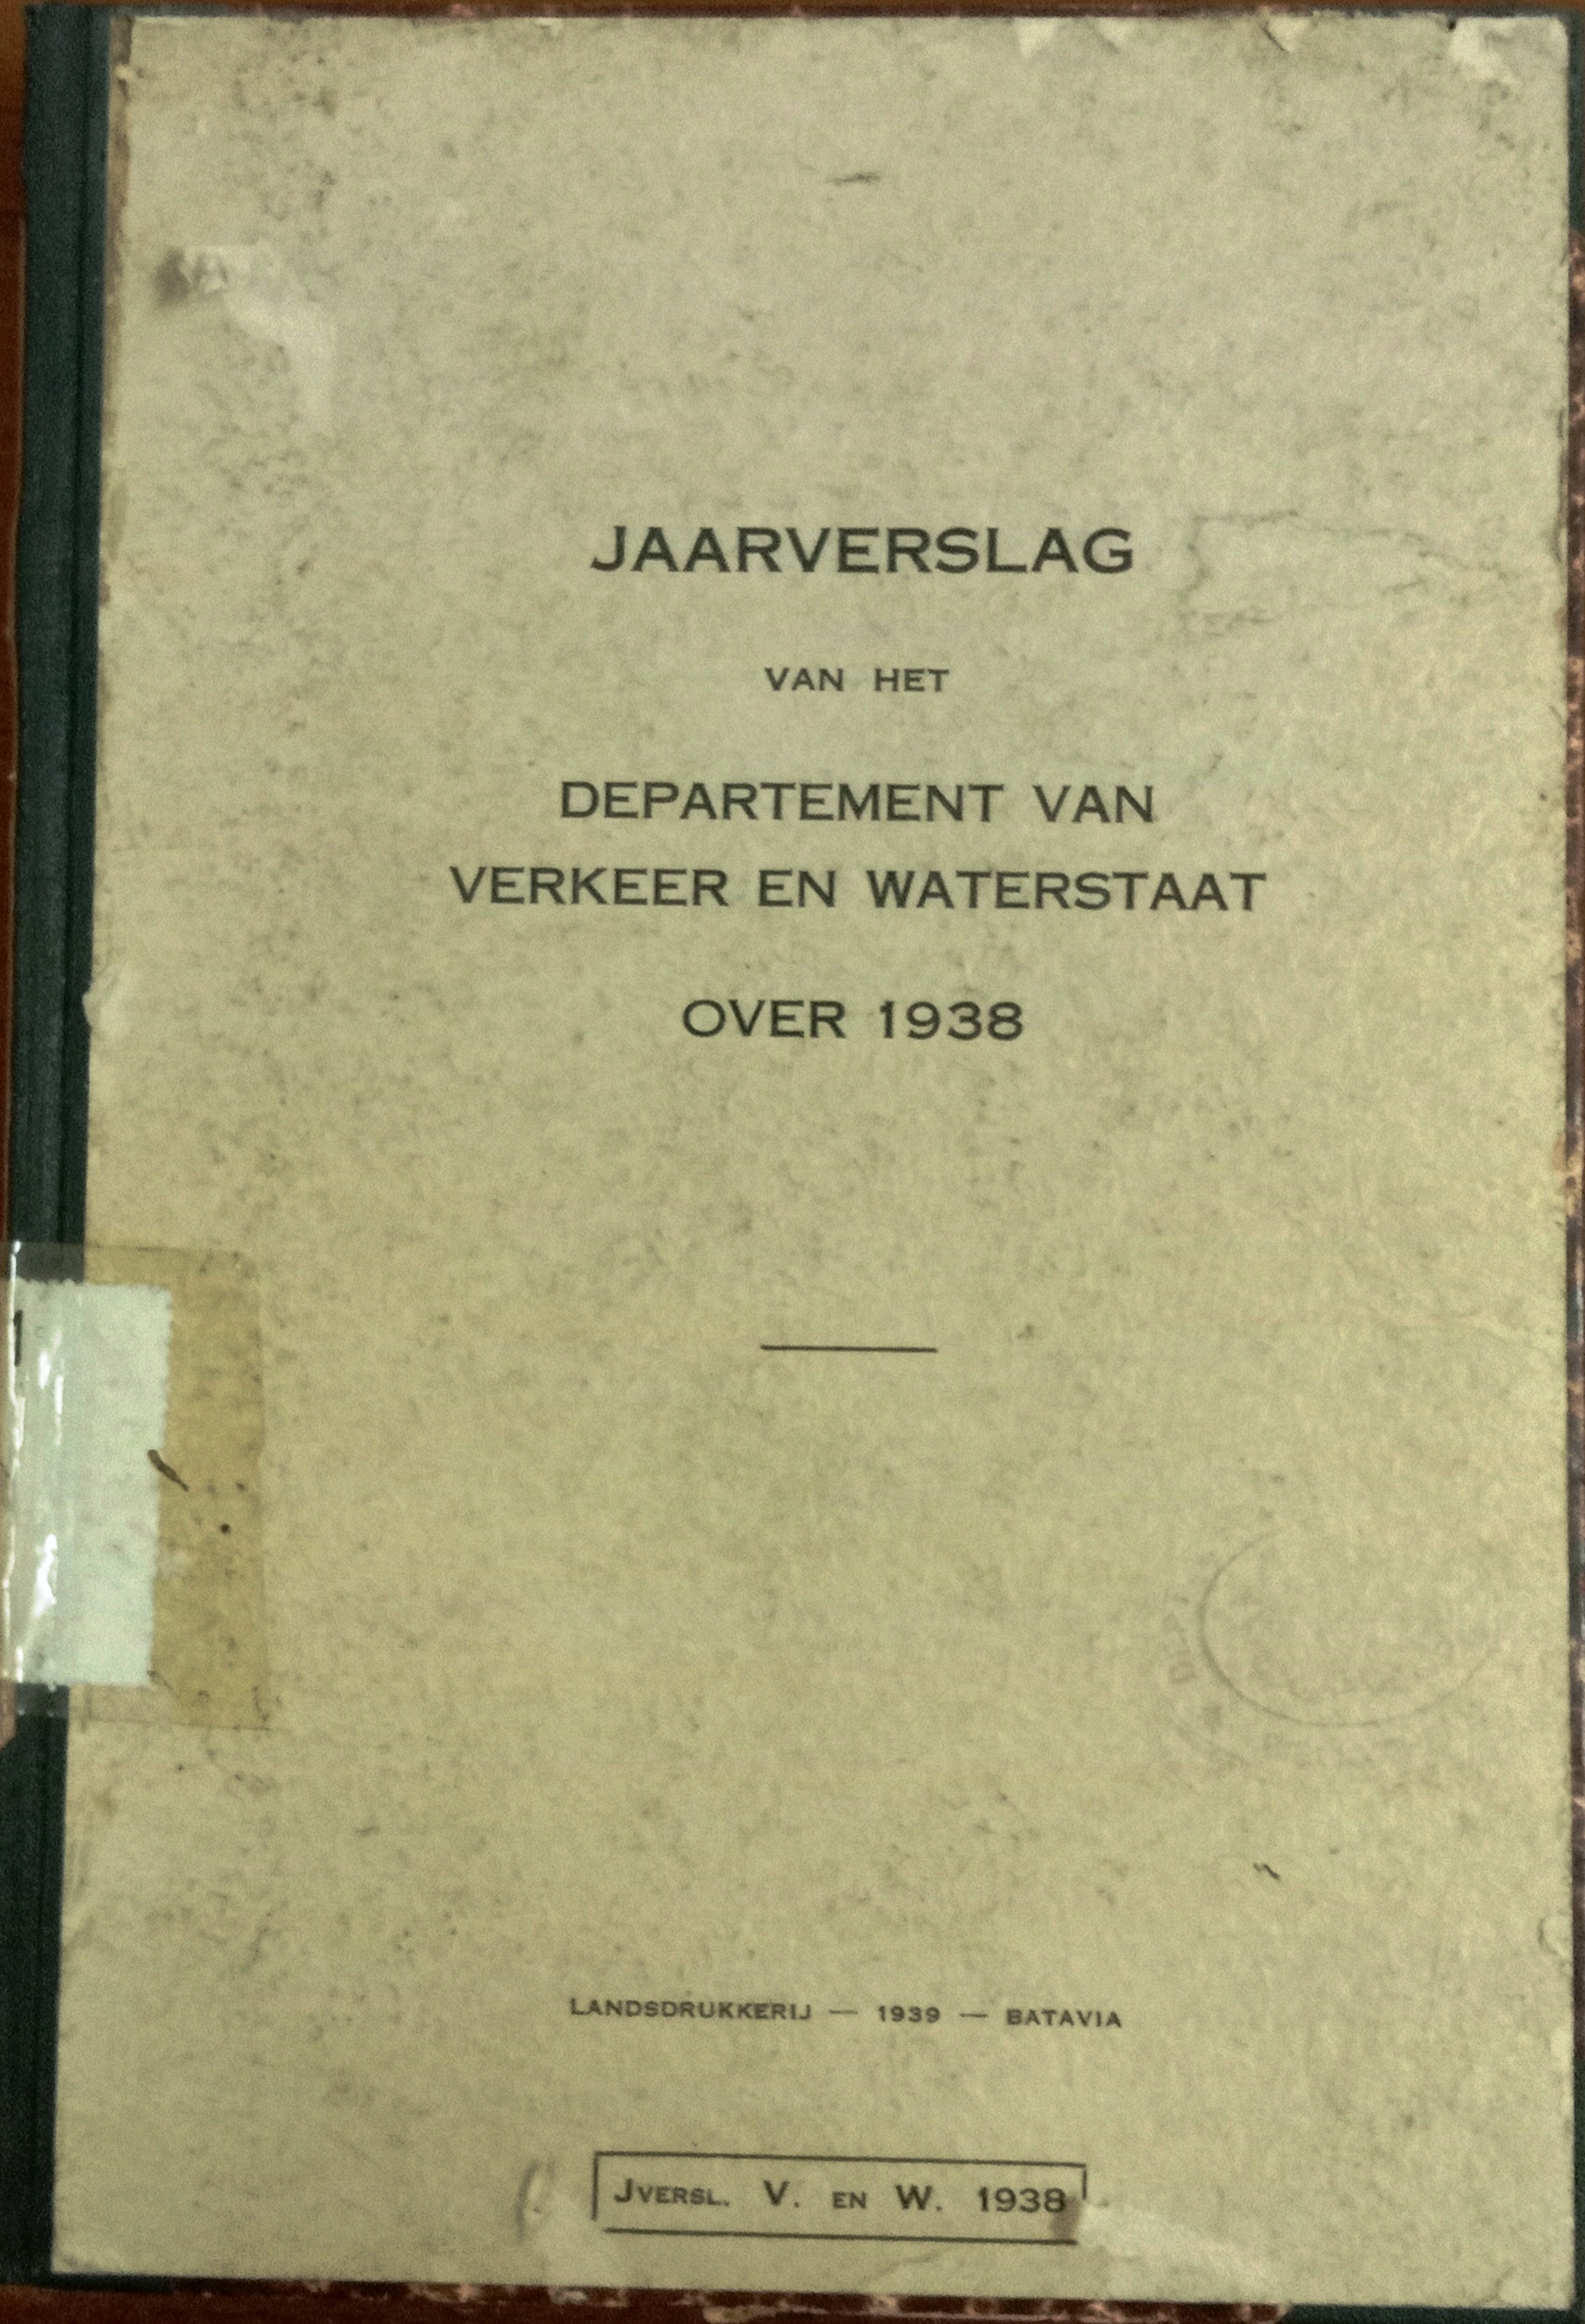 JAARVERSLAG
VAN HET
DEPARTEMENT VAN
VERKEER EN WATERSTAAT
OVER 1938
LANDSDRUKKERIJ — 1939 — BATAVIA
JVERSL. V. EN W. 1938